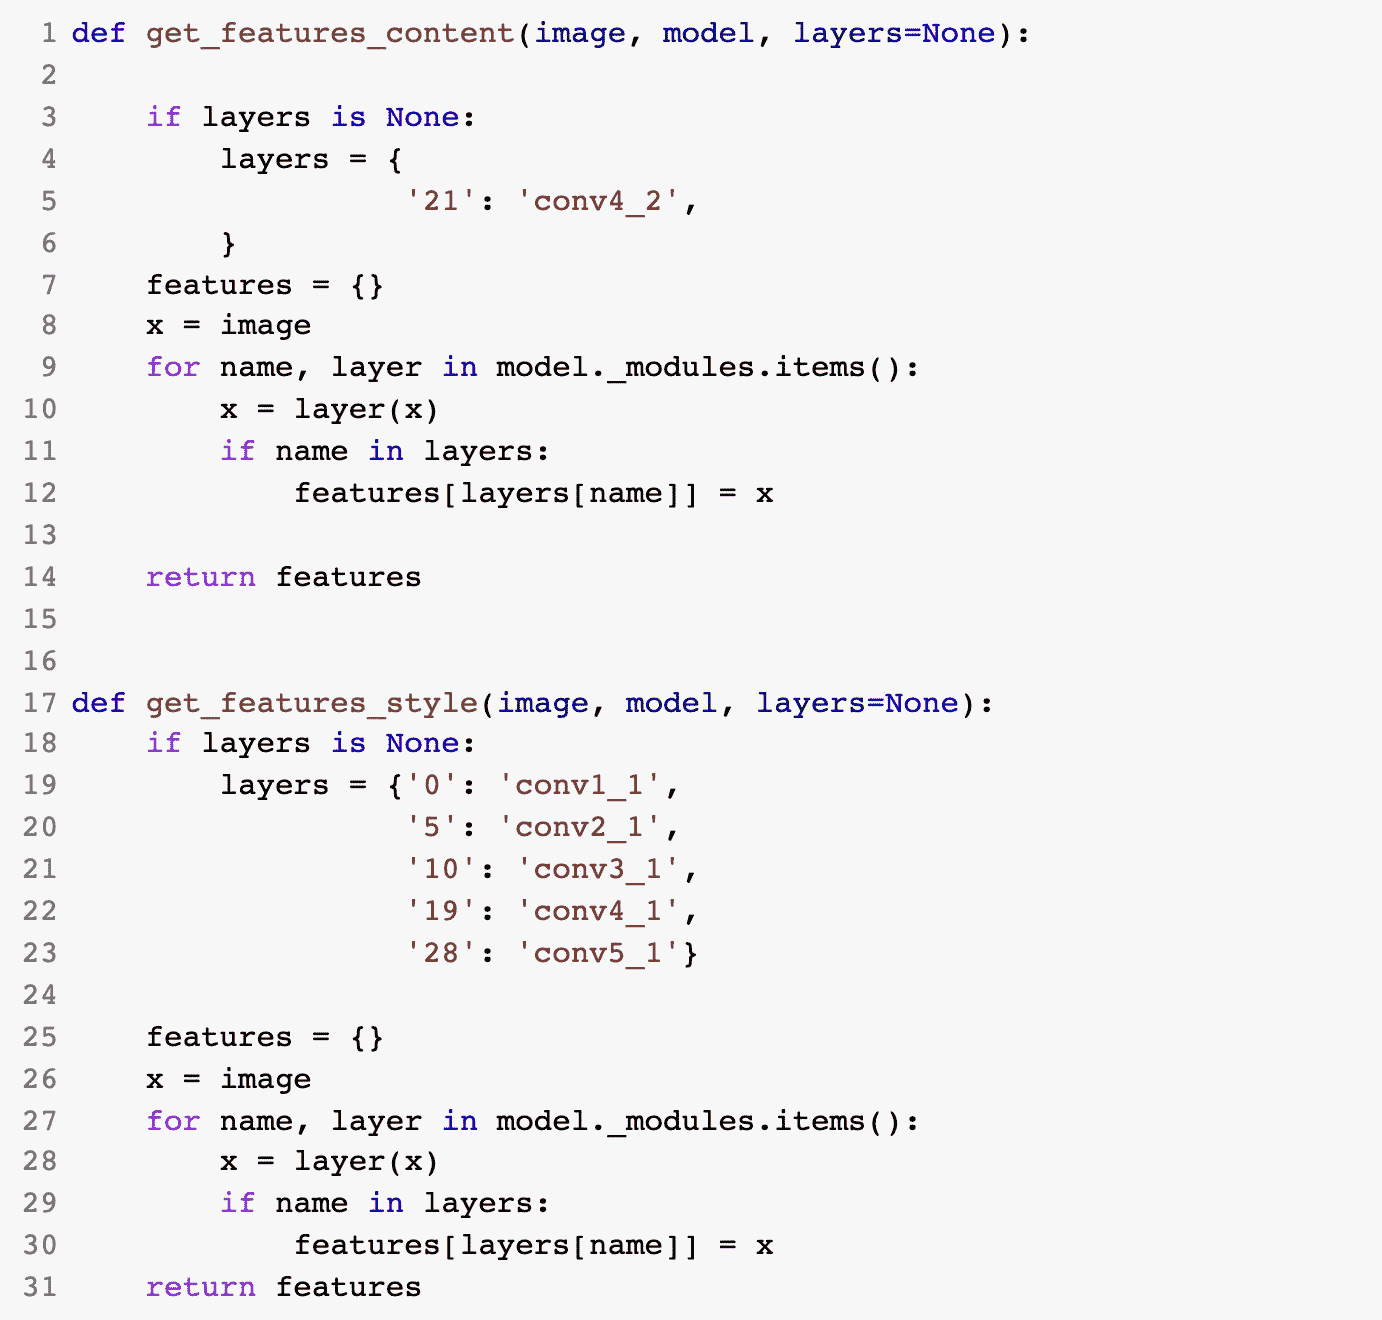 1 def get_features_content(image, model, layers=None):
2
3     if layers is None:
4         layers = {
5                   '21': 'conv4_2',
6         }
7     features = {}
8     x = image
9     for name, layer in model._modules.items():
10         x = layer(x)
11         if name in layers:
12             features[layers[name]] = x
13
14     return features
15
16
17 def get_features_style(image, model, layers=None):
18     if layers is None:
19         layers = {'0': 'conv1_1',
20                   '5': 'conv2_1',
21                   '10': 'conv3_1',
22                   '19': 'conv4_1',
23                   '28': 'conv5_1'}
24
25     features = {}
26     x = image
27     for name, layer in model._modules.items():
28         x = layer(x)
29         if name in layers:
30             features[layers[name]] = x
31     return features